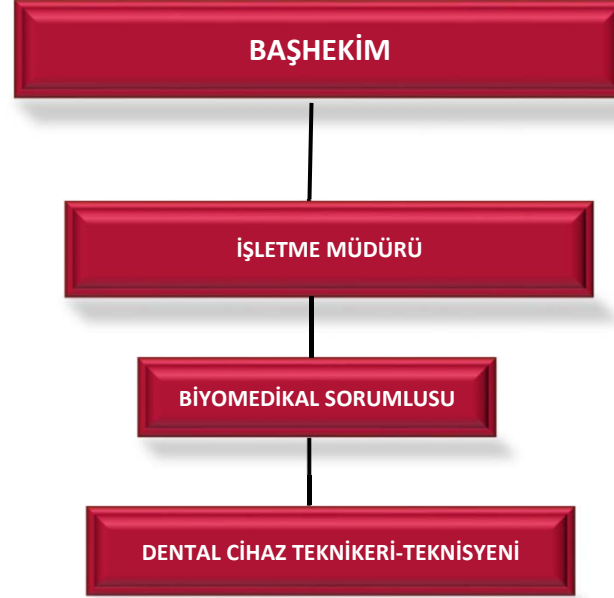 BAŞHEKİM
İŞLETME MÜDÜRÜ
BİYOMEDİKAL SORUMLUSU
DENTAL CİHAZ TEKNİKERİ-TEKNİSYENİ